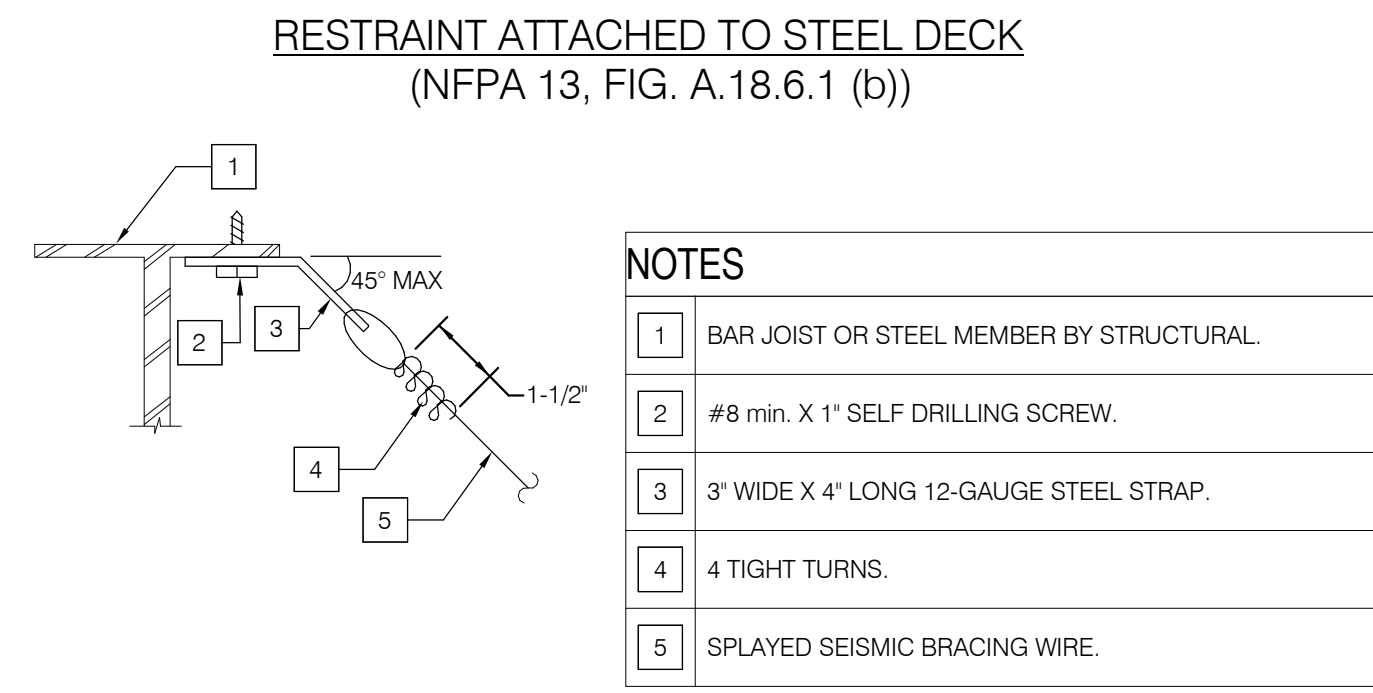 RESTRAINT ATTACHED TO STEEL DECK
(NFPA 13, FIG. A.18.6.1 (b))
1
45° MAX
2
3
1-1/2"
4
5
NOTES
1 BAR JOIST OR STEEL MEMBER BY STRUCTURAL.
2 #8 min. X 1" SELF DRILLING SCREW.
3 3" WIDE X 4" LONG 12-GAUGE STEEL STRAP.
4 4 TIGHT TURNS.
5 SPLAYED SEISMIC BRACING WIRE.